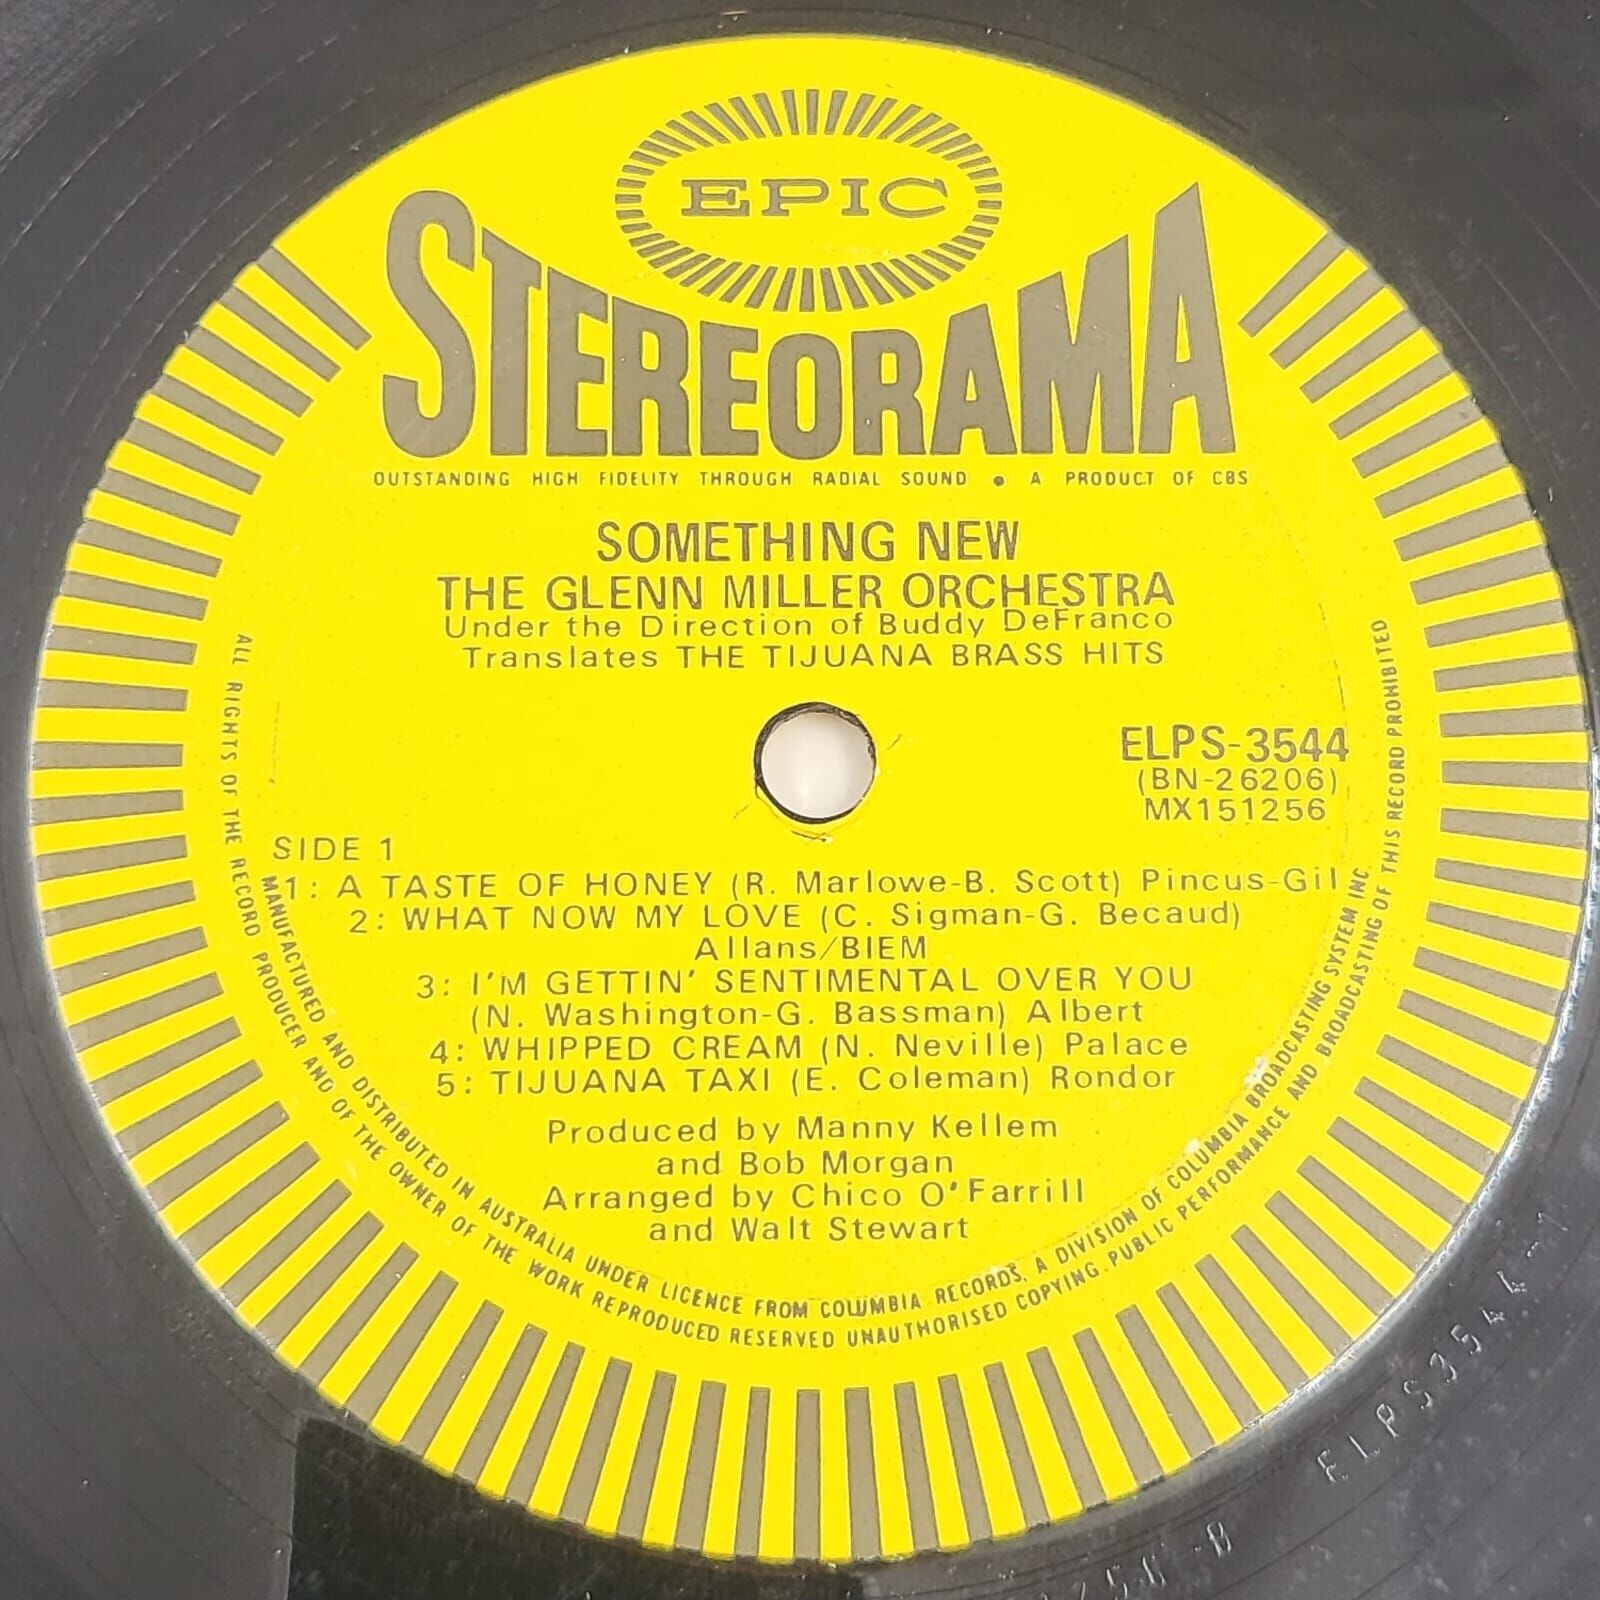 EPIC
STEREORAMA
OUTSTANDING HIGH FIDELITY THROUGH RADIAL SOUND • A PRODUCT OF CBS
SOMETHING NEW
THE GLENN MILLER ORCHESTRA
Under the Direction of Buddy DeFranco
Translates THE TIJUANA BRASS HITS
ELPS-3544
(BN-26206)
MX151256
SIDE 1
1: A TASTE OF HONEY (R. Marlowe-B. Scott) Pincus-Gil
2: WHAT NOW MY LOVE (C. Sigman-G. Becaud)
Allans/BIEM
3: I'M GETTIN' SENTIMENTAL OVER YOU
(N. Washington-G. Bassman) Albert
4: WHIPPED CREAM (N. Neville) Palace
5: TIJUANA TAXI (E. Coleman) Rondor
Produced by Manny Kellem
and Bob Morgan
Arranged by Chico O'Farrill
and Walt Stewart
MANUFACTURED AND DISTRIBUTED IN AUSTRALIA UNDER LICENCE FROM COLUMBIA RECORDS, A DIVISION OF COLUMBIA BROADCASTING SYSTEM INC.
ALL RIGHTS OF THE RECORD PRODUCER AND OF THE OWNER OF THE WORK REPRODUCED RESERVED UNAUTHORISED COPYING. PUBLIC PERFORMANCE AND BROADCASTING OF THIS RECORD PROHIBITED
ELPS3544-1